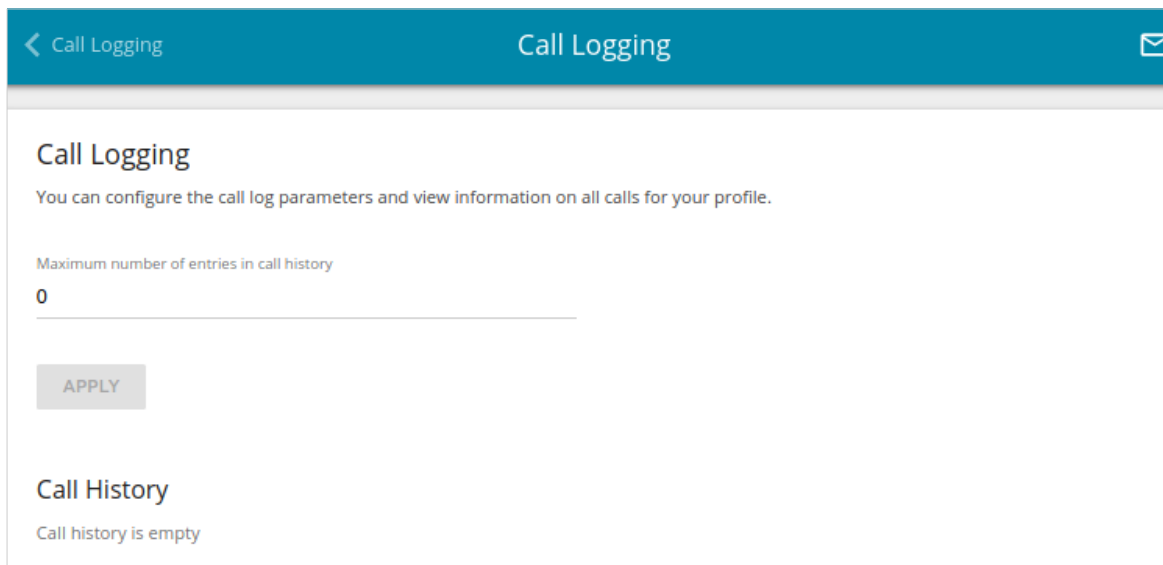 Call Logging
Call Logging
Call Logging
You can configure the call log parameters and view information on all calls for your profile.
Maximum number of entries in call history
0
APPLY
Call History
Call history is empty